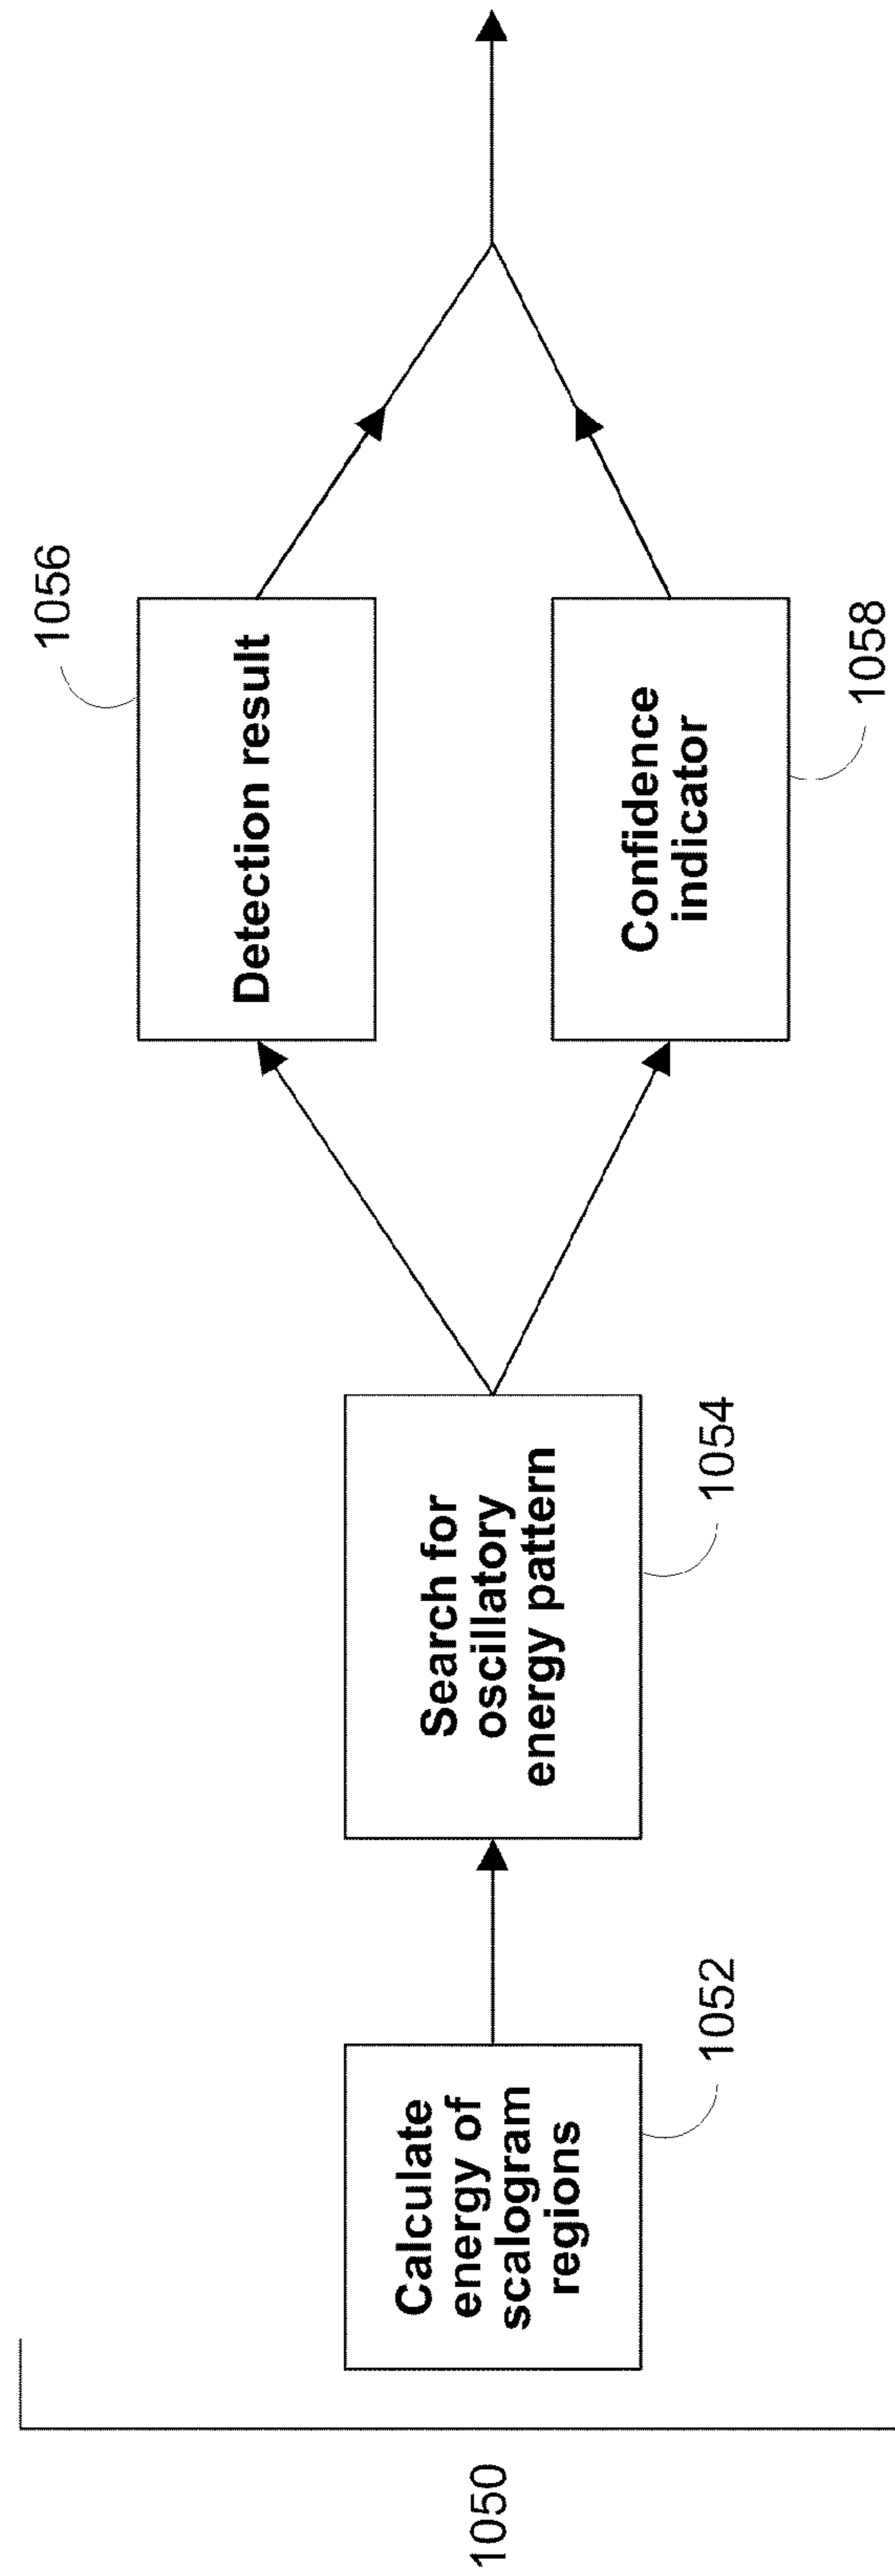 1050
Calculate
energy of
scalogram
regions
1052
Search for
oscillatory
energy pattern
1054
Detection result
1056
Confidence
indicator
1058